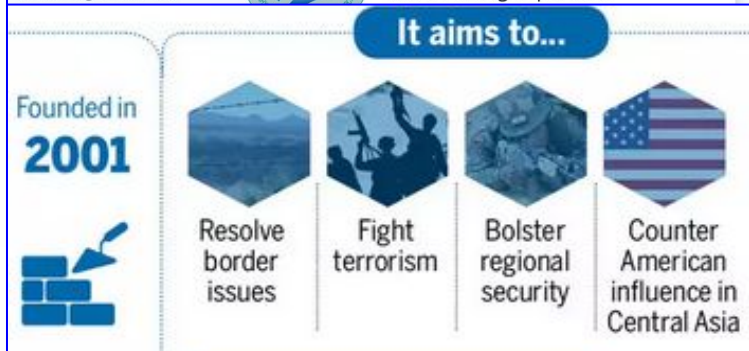 It aims to...
Founded in
2001
Resolve
border
issues
Fight
terrorism
Bolster
regional
security
Counter
American
influence in
Central Asia